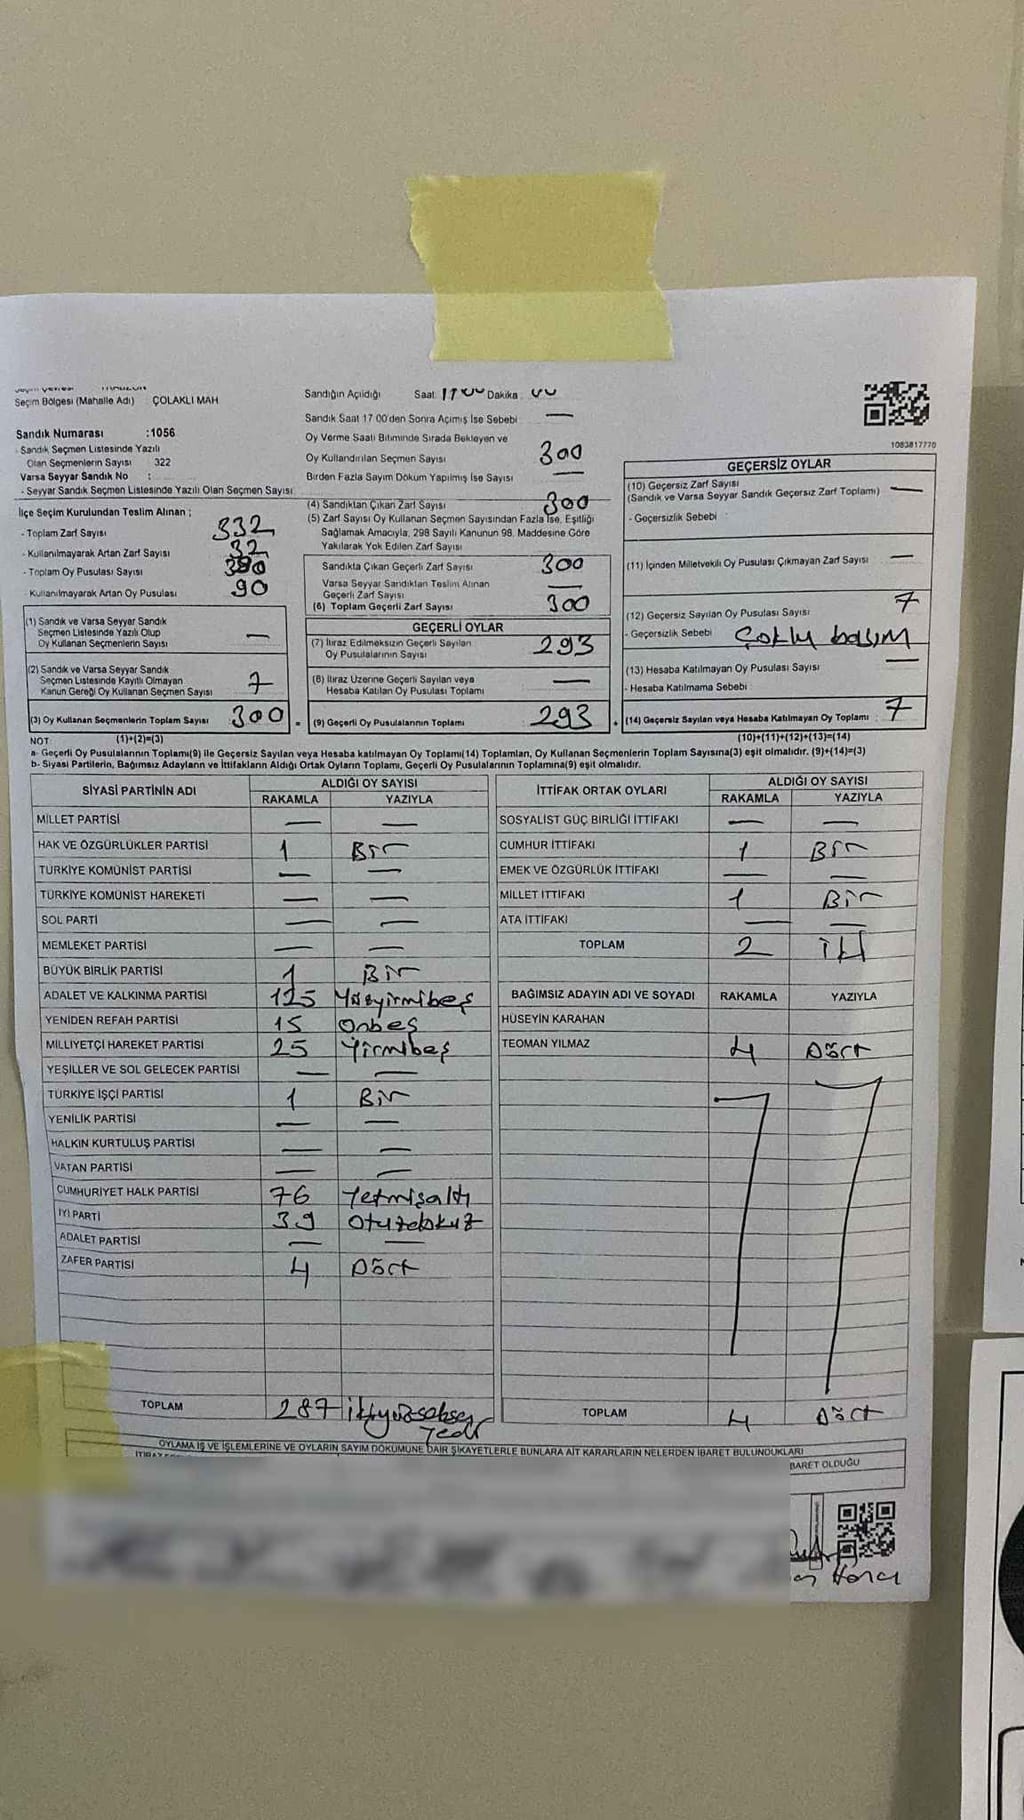 Seçim Çevresi TRABZON
Seçim Bölgesi (Mahalle Adı) : ÇOLAKLI MAH
Sandık Numarası :1056
- Sandık Seçmen Listesinde Yazılı
Olan Seçmenlerin Sayısı : 322
Varsa Seyyar Sandık No :
- Seyyar Sandık Seçmen Listesinde Yazılı Olan Seçmen Sayısı:
İlçe Seçim Kurulundan Teslim Alınan ;
- Toplam Zarf Sayısı 332
- Kullanılmayarak Artan Zarf Sayısı 32
- Toplam Oy Pusulası Sayısı
Kullanılmayarak Artan Oy Pusulası 90
(1) Sandık ve Varsa Seyyar Sandık
Seçmen Listesinde Yazılı Olup
Oy Kullanan Seçmenlerin Sayısı —
(2) Sandık ve Varsa Seyyar Sandık
Seçmen Listesinde Kayıtlı Olmayan
Kanun Gereği Oy Kullanan Seçmen Sayısı 7
(3) Oy Kullanan Seçmenlerin Toplam Sayısı 300
(1)+(2)=(3)
Sandığın Açıldığı Saat Dakika
Sandık Saat 17 00'den Sonra Açımış İse Sebebi : —
Oy Verme Saati Bitiminde Sırada Bekleyen ve
Oy Kullandırılan Seçmen Sayısı 300
Birden Fazla Sayım Döküm Yapılmış İse Sayısı —
(4) Sandıktan Çıkan Zarf Sayısı 300
(5) Zarf Sayısı Oy Kullanan Seçmen Sayısından Fazla İse, Eşitliği
Sağlamak Amacıyla, 298 Sayılı Kanunun 98. Maddesine Göre
Yakılarak Yok Edilen Zarf Sayısı
Sandıkta Çıkan Geçerli Zarf Sayısı 300
Varsa Seyyar Sandıktan Teslim Alınan
Geçerli Zarf Sayısı —
(6) Toplam Geçerli Zarf Sayısı 300
GEÇERLİ OYLAR
(7) İtiraz Edilmeksizin Geçerli Sayılan
Oy Pusulalarının Sayısı 293
(8) İtiraz Üzerine Geçerli Sayılan veya
Hesaba Katılan Oy Pusulası Toplamı —
(9) Geçerli Oy Pusulalarının Toplamı 293
1083817770
GEÇERSİZ OYLAR
(10) Geçersiz Zarf Sayısı
(Sandık ve Varsa Seyyar Sandık Geçersiz Zarf Toplamı) —
- Geçersizlik Sebebi :
(11) İçinden Milletvekili Oy Pusulası Çıkmayan Zarf Sayısı —
(12) Geçersiz Sayılan Oy Pusulası Sayısı 7
- Geçersizlik Sebebi Çoklu basım
(13) Hesaba Katılmayan Oy Pusulası Sayısı —
- Hesaba Katılmama Sebebi :
(14) Geçersiz Sayılan veya Hesaba Katılmayan Oy Toplamı : 7
(10)+(11)+(12)+(13)=(14)
NOT:
a- Geçerli Oy Pusulalarının Toplamı(9) ile Geçersiz Sayılan veya Hesaba katılmayan Oy Toplamı(14) Toplamları, Oy Kullanan Seçmenlerin Toplam Sayısına(3) eşit olmalıdır. (9)+(14)=(3)
b- Siyasi Partilerin, Bağımsız Adayların ve İttifakların Aldığı Ortak Oyların Toplamı, Geçerli Oy Pusulalarının Toplamına(9) eşit olmalıdır.
SİYASİ PARTİNİN ADI ALDIĞI OY SAYISI
RAKAMLA YAZIYLA
MİLLET PARTİSİ — —
HAK VE ÖZGÜRLÜKLER PARTİSİ 1 Bir
TÜRKİYE KOMÜNİST PARTİSİ — —
TÜRKİYE KOMÜNİST HAREKETİ — —
SOL PARTİ — —
MEMLEKET PARTİSİ — —
BÜYÜK BİRLİK PARTİSİ 1 Bir
ADALET VE KALKINMA PARTİSİ 125 Yüzyirmibeş
YENİDEN REFAH PARTİSİ 15 Onbeş
MİLLİYETÇİ HAREKET PARTİSİ 25 Yirmibeş
YEŞİLLER VE SOL GELECEK PARTİSİ — —
TÜRKİYE İŞÇİ PARTİSİ 1 Bir
YENİLİK PARTİSİ — —
HALKIN KURTULUŞ PARTİSİ — —
VATAN PARTİSİ — —
CUMHURİYET HALK PARTİSİ 76 Yetmişaltı
İYİ PARTİ 39 Otuzdokuz
ADALET PARTİSİ — —
ZAFER PARTİSİ 4 Dört
TOPLAM 287 ikiyüzseksen
Yedi
İTTİFAK ORTAK OYLARI ALDIĞI OY SAYISI
RAKAMLA YAZIYLA
SOSYALİST GÜÇ BİRLİĞİ İTTİFAKI — —
CUMHUR İTTİFAKI 1 Bir
EMEK VE ÖZGÜRLÜK İTTİFAKI — —
MİLLET İTTİFAKI 1 Bir
ATA İTTİFAKI — —
TOPLAM 2 iki
BAĞIMSIZ ADAYIN ADI VE SOYADI RAKAMLA YAZIYLA
HÜSEYİN KARAHAN
TEOMAN YILMAZ 4 Dört
TOPLAM 4 Dört
OYLAMA İŞ VE İŞLEMLERİNE VE OYLARIN SAYIM DÖKÜMÜNE DAİR ŞİKAYETLERLE BUNLARA AİT KARARLARIN NELERDEN İBARET BULUNDUKLARI
BARET OLDUĞU